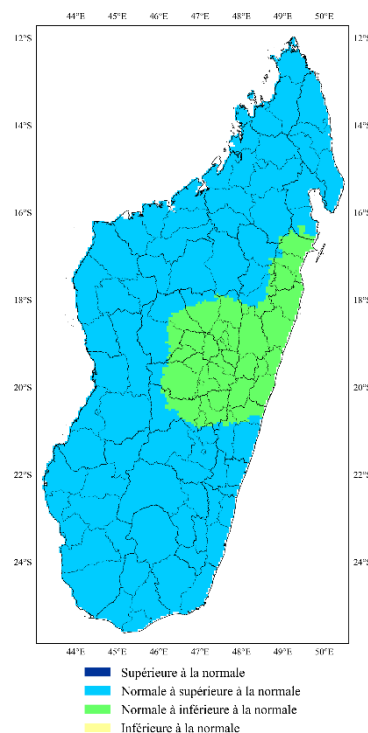 44°E 46°E 47°E 48°E 49°E 50°E
12°S 12°S
14°S 14°S
16°S 16°S
18°S 18°S
20°S 20°S
22°S 22°S
24°S 24°S
44°E 45°E 46°E 47°E 48°E 49°E 50°E
Supérieure à la normale
Normale à supérieure à la normale
Normale à inférieure à la normale
Inférieure à la normale